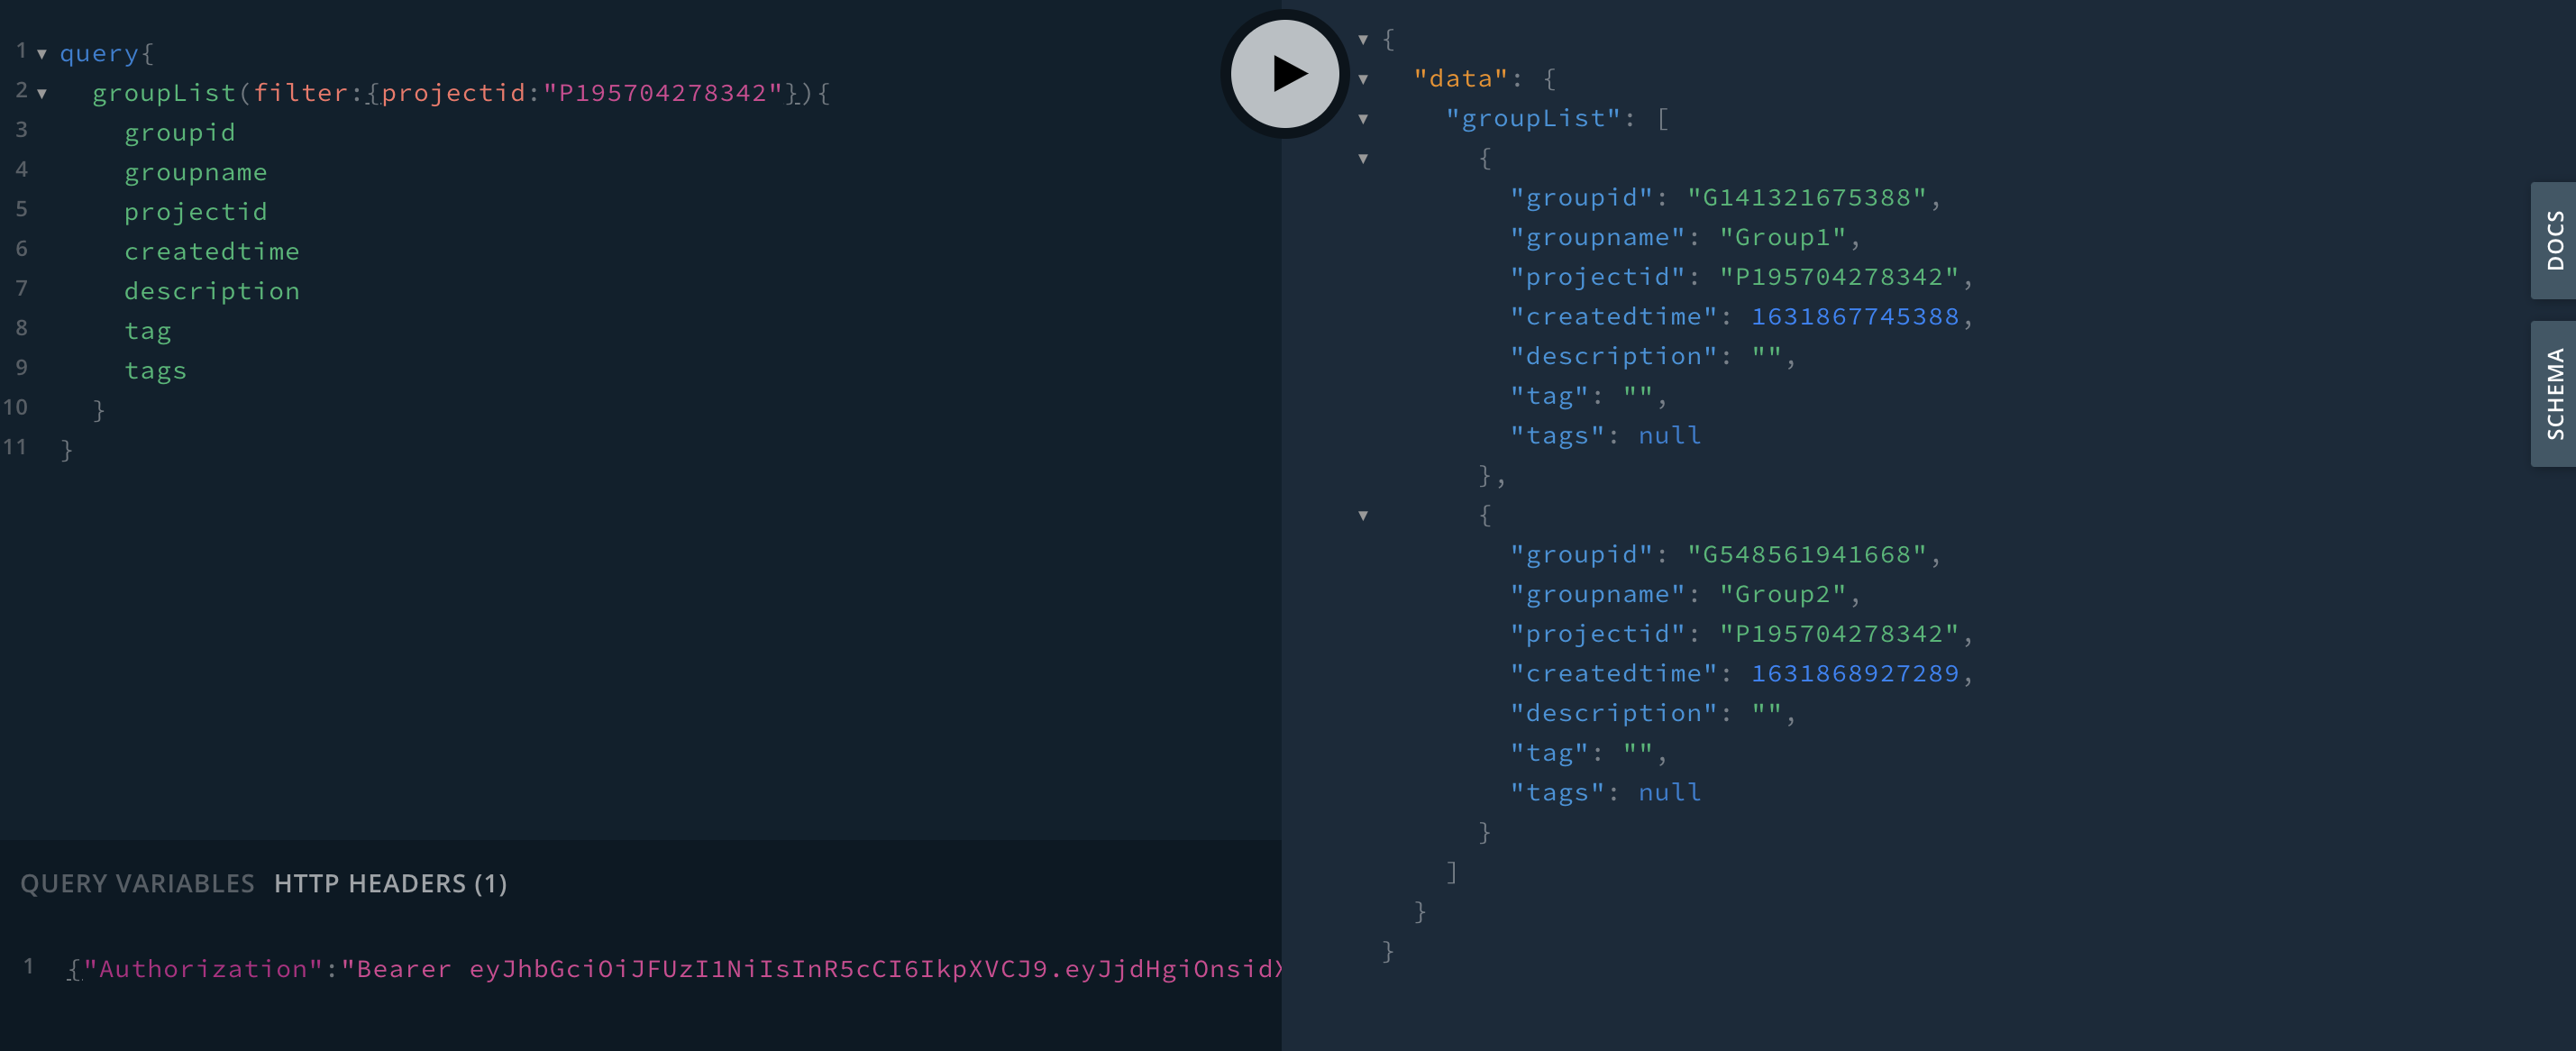 1 ▼ query{
2 ▼ groupList(filter:{projectid:"P195704278342"}){
3 groupid
4 groupname
5 projectid
6 createdtime
7 description
8 tag
9 tags
10 }
11 }
QUERY VARIABLES HTTP HEADERS (1)
1 {"Authorization":"Bearer eyJhbGciOiJFUzI1NiIsInR5cCI6IkpXVCJ9.eyJjdHgiOnsidX
▼ {
▼ "data": {
▼ "groupList": [
▼ {
"groupid": "G141321675388",
"groupname": "Group1",
"projectid": "P195704278342",
"createdtime": 1631867745388,
"description": "",
"tag": "",
"tags": null
},
▼ {
"groupid": "G548561941668",
"groupname": "Group2",
"projectid": "P195704278342",
"createdtime": 1631868927289,
"description": "",
"tag": "",
"tags": null
}
]
}
}
DOCS
SCHEMA